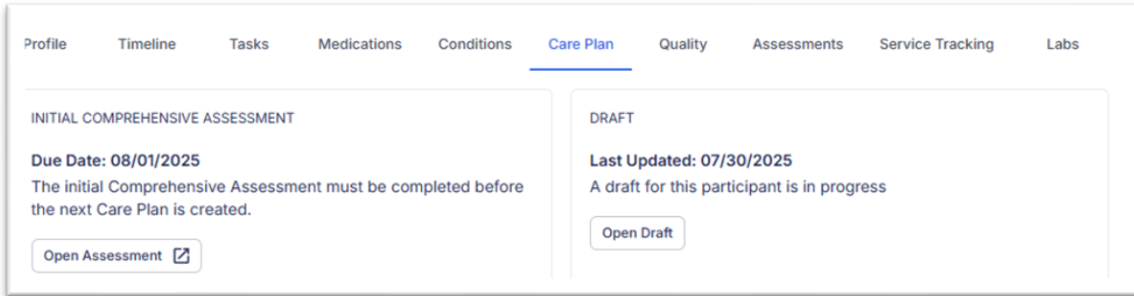 Profile Timeline Tasks Medications Conditions Care Plan Quality Assessments Service Tracking Labs
INITIAL COMPREHENSIVE ASSESSMENT
Due Date: 08/01/2025
The initial Comprehensive Assessment must be completed before
the next Care Plan is created.
Open Assessment
DRAFT
Last Updated: 07/30/2025
A draft for this participant is in progress
Open Draft